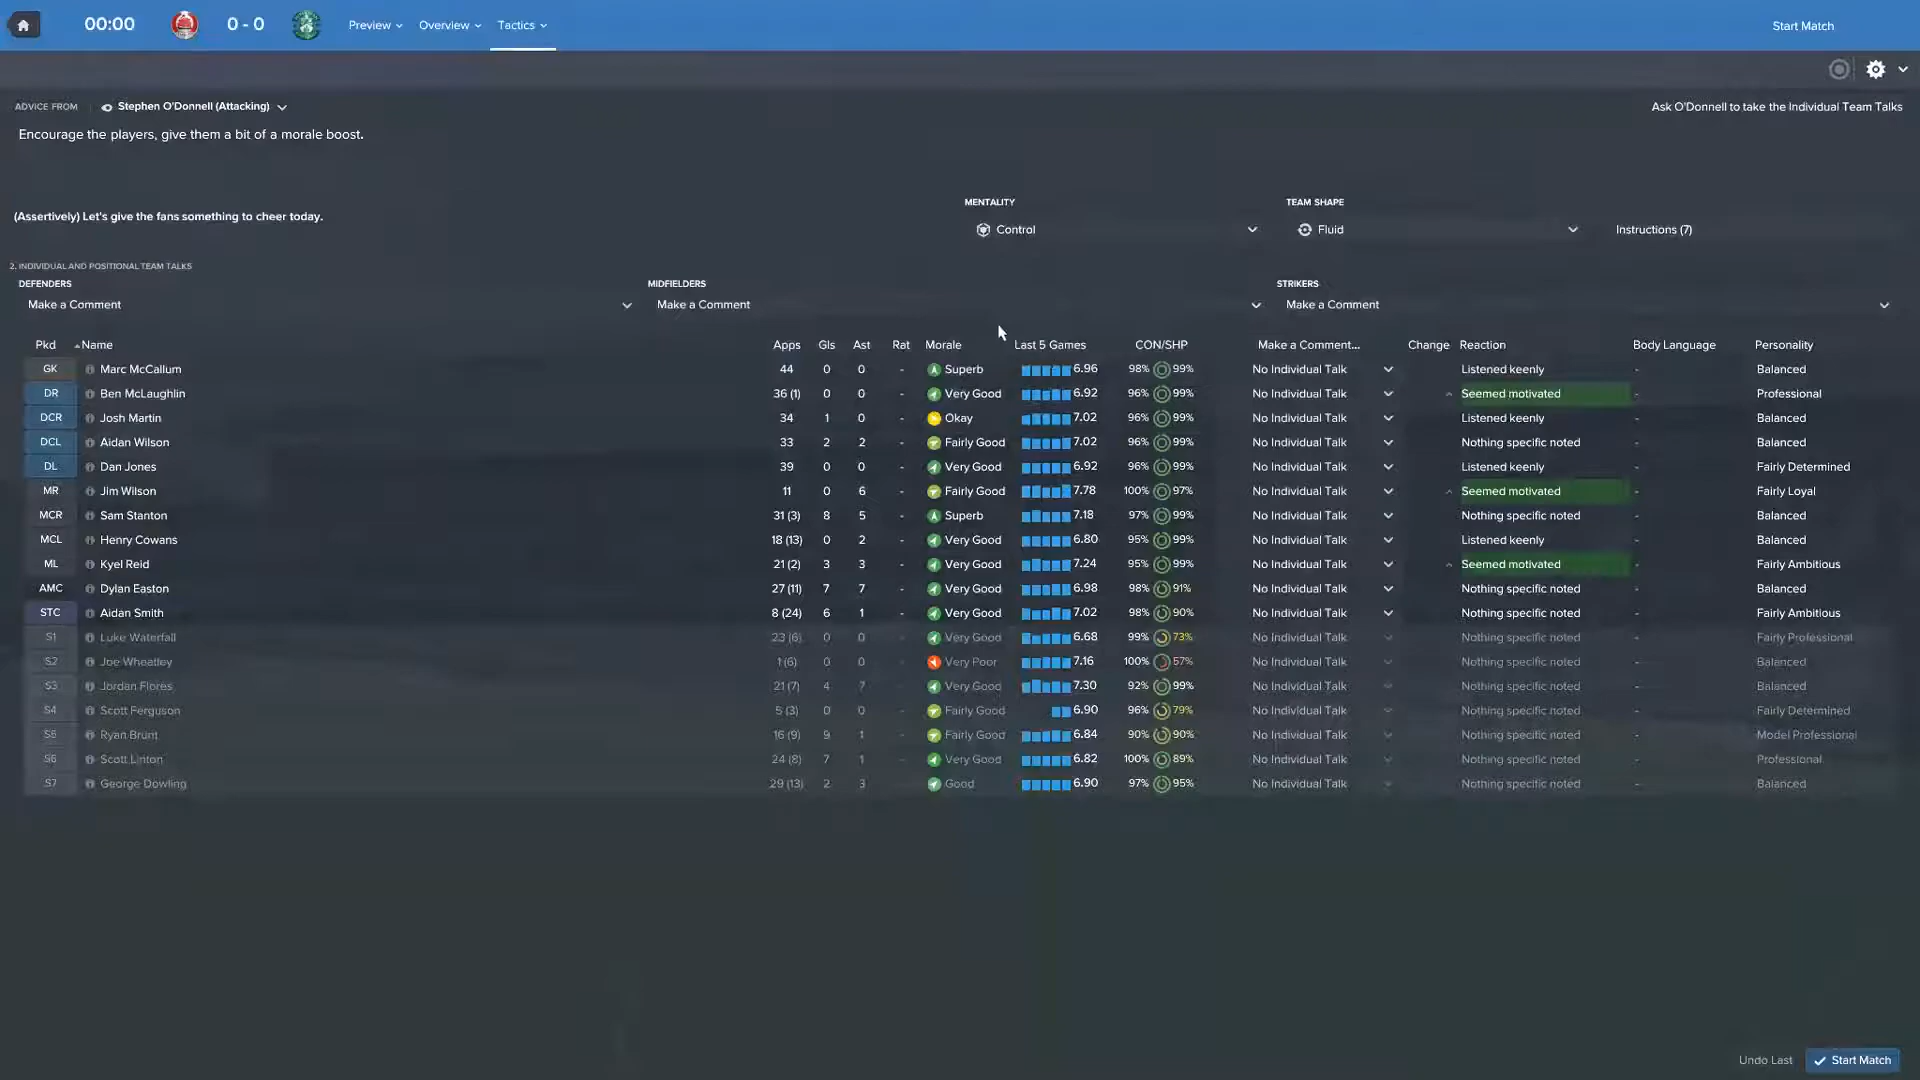 00:00 0 - 0 Preview Overview Tactics Start Match
ADVICE FROM Stephen O'Donnell (Attacking) Ask O'Donnell to take the Individual Team Talks
Encourage the players, give them a bit of a morale boost.
MENTALITY TEAM SHAPE
(Assertively) Let's give the fans something to cheer today.
Control Fluid Instructions (7)
2. INDIVIDUAL AND POSITIONAL TEAM TALKS
DEFENDERS MIDFIELDERS STRIKERS
Make a Comment Make a Comment Make a Comment
Pkd Name Apps Gls Ast Rat Morale Last 5 Games CON/SHP Make a Comment... Change Reaction Body Language Personality
GK Marc McCallum 44 0 0 - Superb 6.96 98% 99% No Individual Talk Listened keenly - Balanced
DR Ben McLaughlin 36 (1) 0 0 - Very Good 6.92 96% 99% No Individual Talk Seemed motivated - Professional
DCR Josh Martin 34 1 0 - Okay 7.02 96% 99% No Individual Talk Listened keenly - Balanced
DCL Aidan Wilson 33 2 2 - Fairly Good 7.02 96% 99% No Individual Talk Nothing specific noted - Balanced
DL Dan Jones 39 0 0 - Very Good 6.92 96% 99% No Individual Talk Listened keenly - Fairly Determined
MR Jim Wilson 11 0 6 - Fairly Good 7.78 100% 97% No Individual Talk Seemed motivated - Fairly Loyal
MCR Sam Stanton 31 (3) 8 5 - Superb 7.18 97% 99% No Individual Talk Nothing specific noted - Balanced
MCL Henry Cowans 18 (13) 0 2 - Very Good 6.80 95% 99% No Individual Talk Listened keenly - Balanced
ML Kyel Reid 21 (2) 3 3 - Very Good 7.24 95% 99% No Individual Talk Seemed motivated - Fairly Ambitious
AMC Dylan Easton 27 (11) 7 7 - Very Good 6.98 98% 91% No Individual Talk Nothing specific noted - Balanced
STC Aidan Smith 8 (24) 6 1 - Very Good 7.02 98% 90% No Individual Talk Nothing specific noted - Fairly Ambitious
S1 Luke Waterfall 23 (6) 0 0 - Very Good 6.68 99% 73% No Individual Talk Nothing specific noted - Fairly Professional
S2 Joe Wheatley 1 (6) 0 0 - Very Poor 7.16 100% 57% No Individual Talk Nothing specific noted - Balanced
S3 Jordan Flores 21 (7) 4 7 - Very Good 7.30 92% 99% No Individual Talk Nothing specific noted - Balanced
S4 Scott Ferguson 5 (3) 0 0 - Fairly Good 6.90 96% 79% No Individual Talk Nothing specific noted - Fairly Determined
S5 Ryan Brunt 16 (9) 9 1 - Fairly Good 6.84 90% 90% No Individual Talk Nothing specific noted - Model Professional
S6 Scott Linton 24 (8) 7 1 - Very Good 6.82 100% 89% No Individual Talk Nothing specific noted - Professional
S7 George Dowling 29 (13) 2 3 - Good 6.90 97% 95% No Individual Talk Nothing specific noted - Balanced
Undo Last Start Match